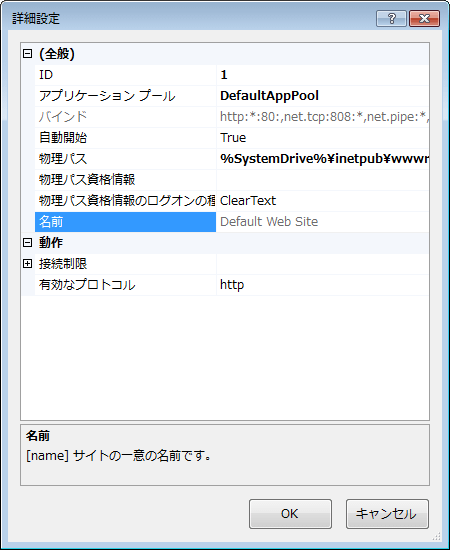 詳細設定
(全般)
ID 1
アプリケーション プール DefaultAppPool
バインド http:*:80:,net.tcp:808:*,net.pipe:*,
自動開始 True
物理パス %SystemDrive%¥inetpub¥wwwr
物理パス資格情報
物理パス資格情報のログオンの種 ClearText
名前 Default Web Site
動作
接続制限
有効なプロトコル http
名前
[name] サイトの一意の名前です。
OK キャンセル